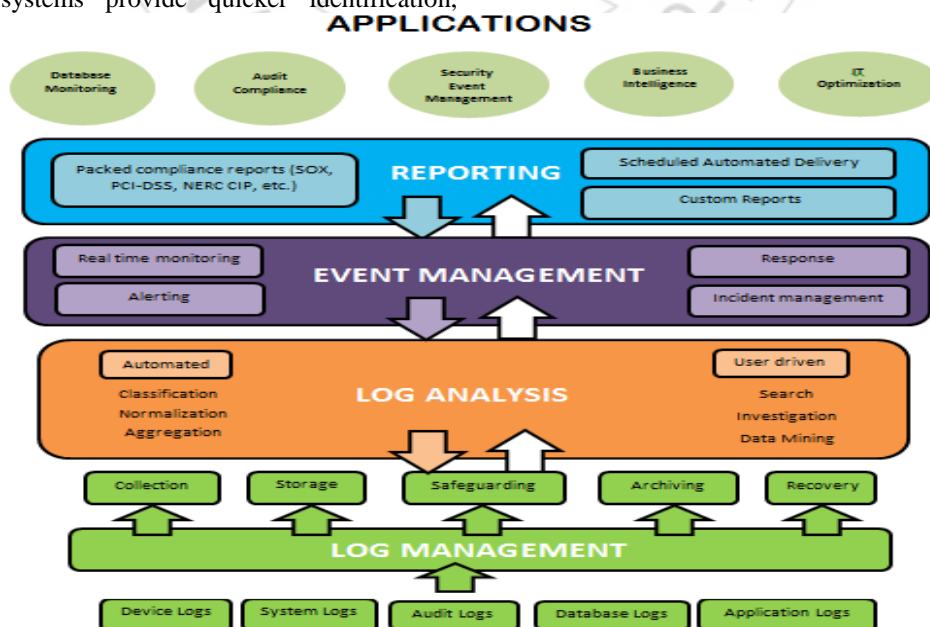 systems provide quicker identification,
APPLICATIONS
Database
Monitoring
Audit
Compliance
Security
Event
Management
Business
Intelligence
IT
Optimization
Packed compliance reports (SOX,
PCI-DSS, NERC CIP, etc.)
REPORTING
Scheduled Automated Delivery
Custom Reports
Real time monitoring
Alerting
EVENT MANAGEMENT
Response
Incident management
Automated
Classification
Normalization
Aggregation
LOG ANALYSIS
User driven
Search
Investigation
Data Mining
Collection
Storage
Safeguarding
Archiving
Recovery
LOG MANAGEMENT
Device Logs
System Logs
Audit Logs
Database Logs
Application Logs